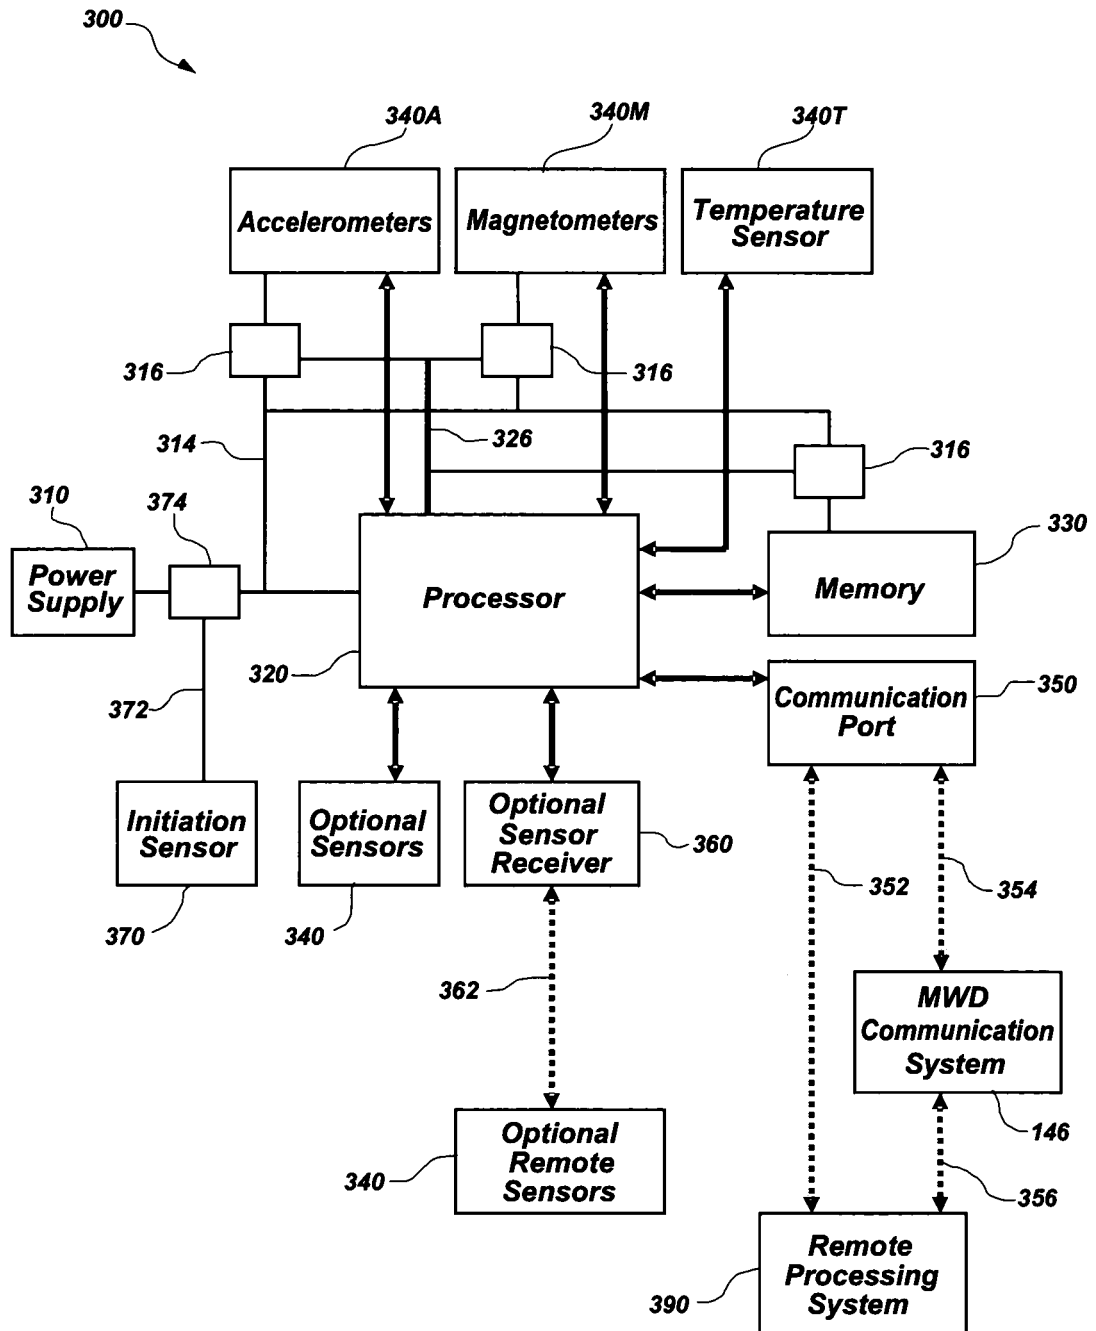 300
340A
340M
340T
Accelerometers
Magnetometers
Temperature
Sensor
316
316
314
326
316
310
374
330
Power
Supply
Processor
Memory
320
372
Communication
Port
350
Initiation
Sensor
Optional
Sensors
Optional
Sensor
Receiver
360
352
354
370
340
362
MWD
Communication
System
146
340
Optional
Remote
Sensors
356
390
Remote
Processing
System